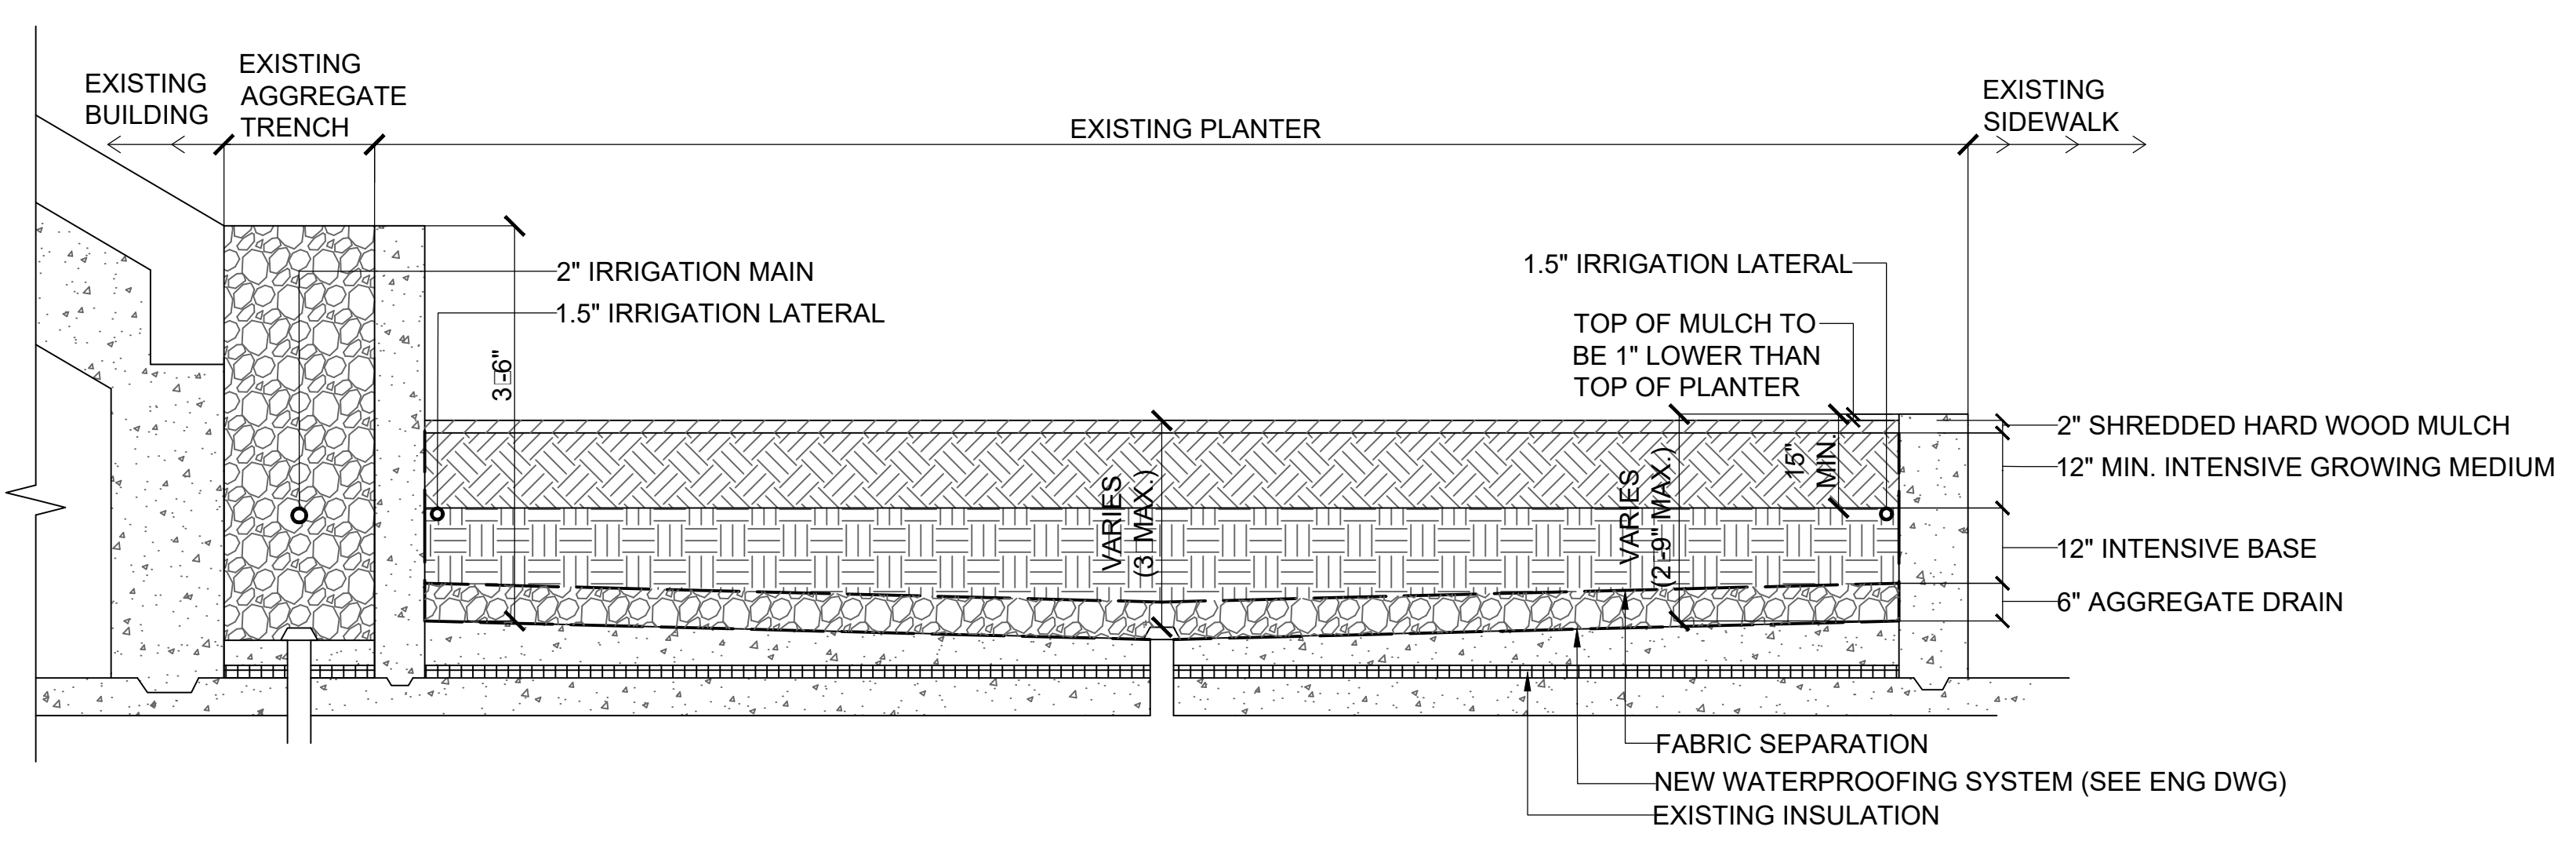 EXISTING
BUILDING
EXISTING
AGGREGATE
TRENCH
EXISTING PLANTER
EXISTING
SIDEWALK
2" IRRIGATION MAIN
1.5" IRRIGATION LATERAL
3□-6"
1.5" IRRIGATION LATERAL
TOP OF MULCH TO
BE 1" LOWER THAN
TOP OF PLANTER
VARIES
(3 MAX.)
VARIES
(2 -9" MAX.)
15"
MIN.
2" SHREDDED HARD WOOD MULCH
12" MIN. INTENSIVE GROWING MEDIUM
12" INTENSIVE BASE
6" AGGREGATE DRAIN
FABRIC SEPARATION
NEW WATERPROOFING SYSTEM (SEE ENG DWG)
EXISTING INSULATION